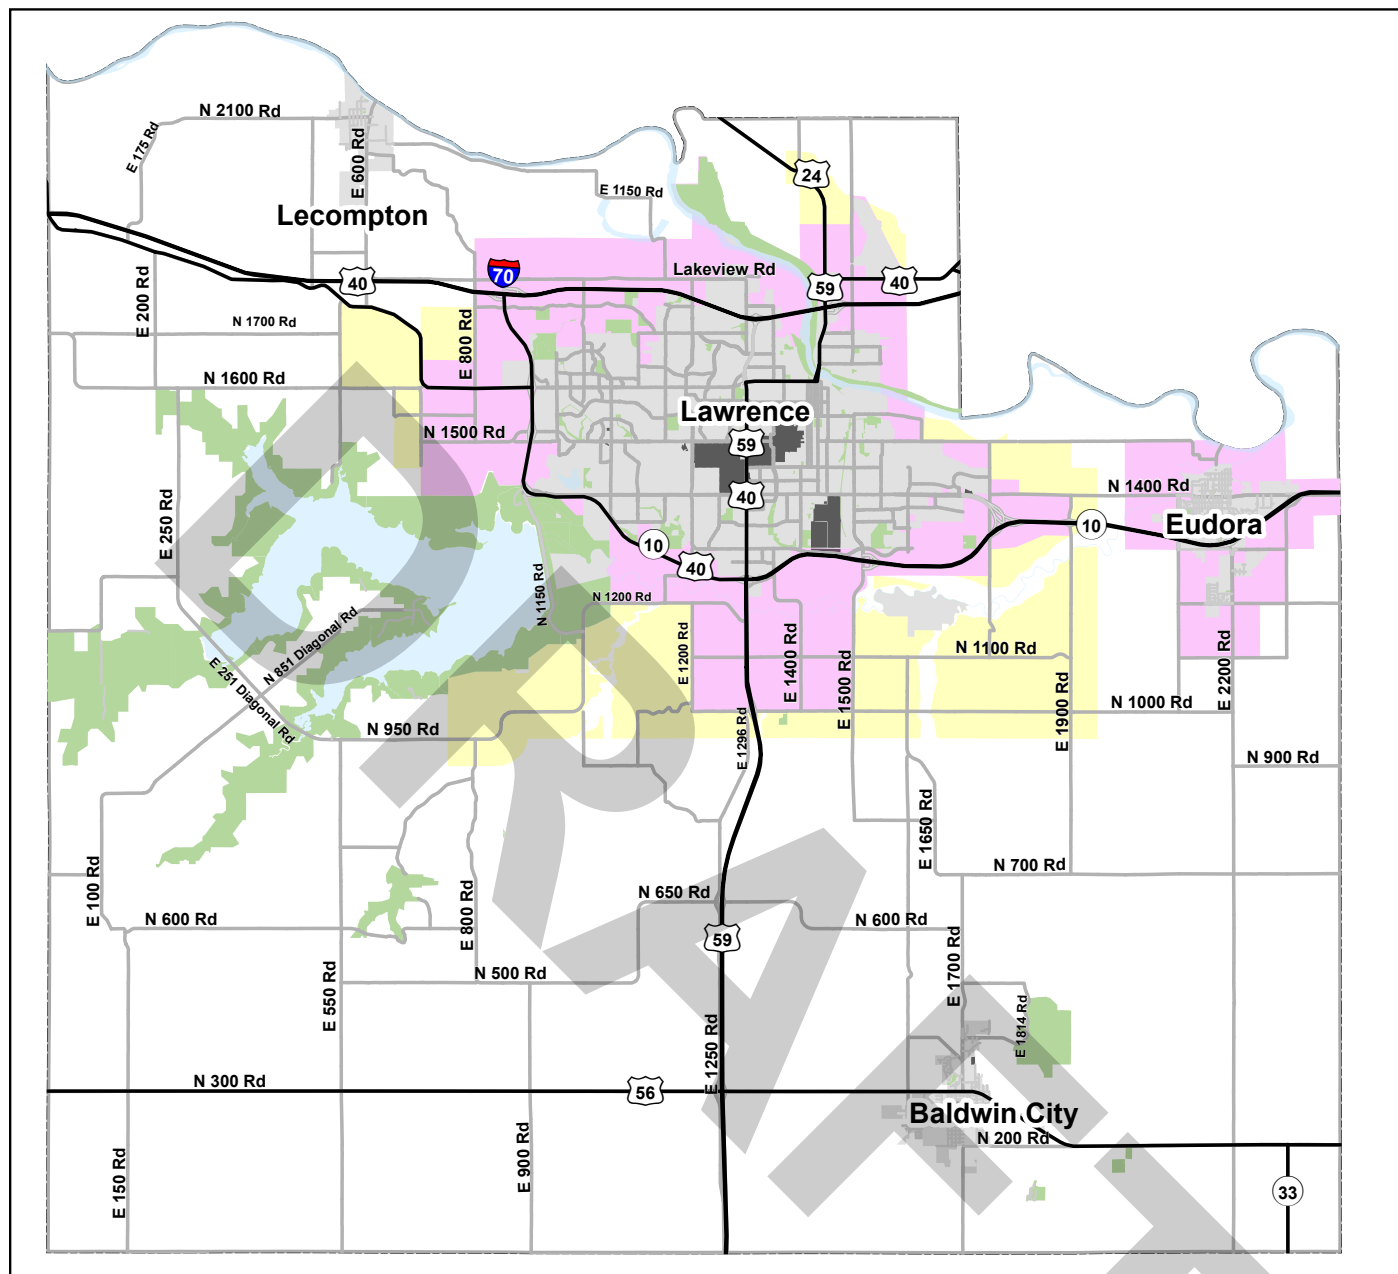 N 2100 Rd
E 175 Rd
E 600 Rd
24
E 1150 Rd
Lecompton
70
Lakeview Rd
40
59
40
E 200 Rd
N 1700 Rd
E 800 Rd
N 1600 Rd
Lawrence
N 1500 Rd
59
40
N 1400 Rd
E 250 Rd
10
Eudora
10
40
N 1150 Rd
N 1200 Rd
N 851 Diagonal Rd
E 251 Diagonal Rd
E 1200 Rd
E 1400 Rd
E 1500 Rd
N 1100 Rd
E 2200 Rd
N 1000 Rd
E 1900 Rd
N 950 Rd
E 1296 Rd
N 900 Rd
E 1650 Rd
N 700 Rd
E 100 Rd
N 650 Rd
N 600 Rd
E 800 Rd
N 600 Rd
59
N 500 Rd
E 1700 Rd
E 550 Rd
E 1814 Rd
E 1250 Rd
N 300 Rd
56
Baldwin City
N 200 Rd
E 150 Rd
E 900 Rd
33
DRAFT